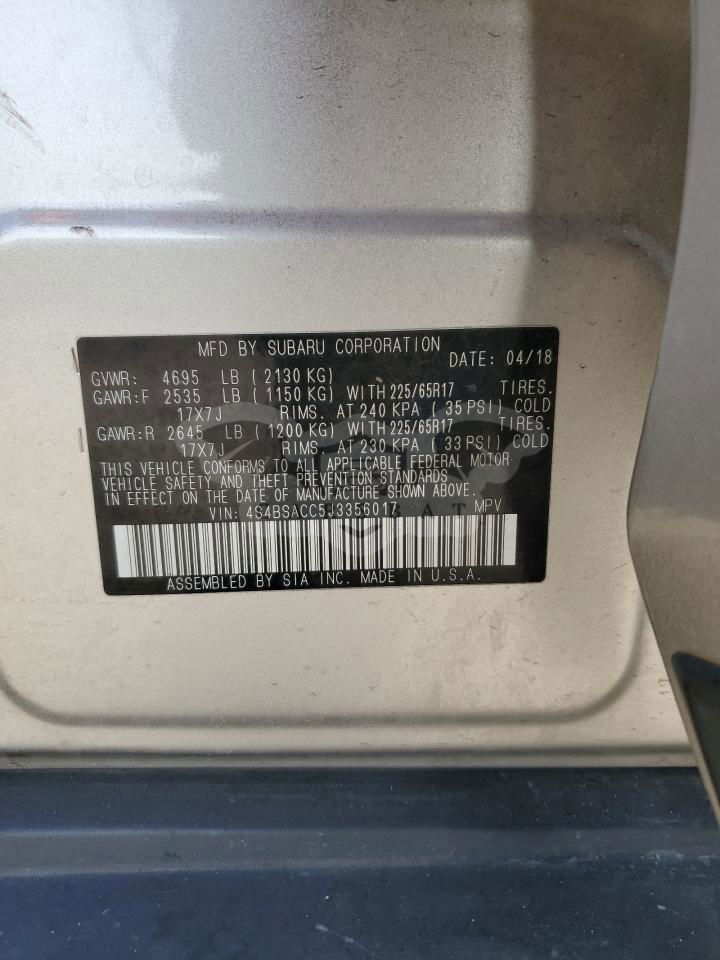 MFD BY SUBARU CORPORATION
DATE: 04/18
GVWR: 4695 LB ( 2130 KG)
GAWR:F 2535 LB ( 1150 KG) WITH 225/65R17 TIRES.
17X7J RIMS. AT 240 KPA ( 35 PSI) COLD
GAWR:R 2645 LB ( 1200 KG) WITH 225/65R17 TIRES.
17X7J RIMS. AT 230 KPA ( 33 PSI) COLD
THIS VEHICLE CONFORMS TO ALL APPLICABLE FEDERAL MOTOR
VEHICLE SAFETY AND THEFT PREVENTION STANDARDS
IN EFFECT ON THE DATE OF MANUFACTURE SHOWN ABOVE.
VIN: 4S4BSACC5J3356017 MPV
ASSEMBLED BY SIA INC. MADE IN U.S.A.